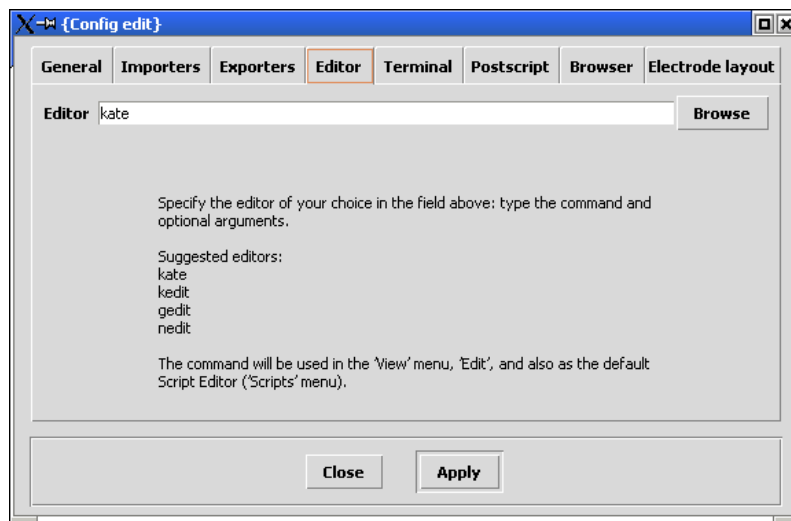 {Config edit}
General Importers Exporters Editor Terminal Postscript Browser Electrode layout
Editor kate Browse
Specify the editor of your choice in the field above: type the command and
optional arguments.
Suggested editors:
kate
kedit
gedit
nedit
The command will be used in the 'View' menu, 'Edit', and also as the default
Script Editor ('Scripts' menu).
Close Apply